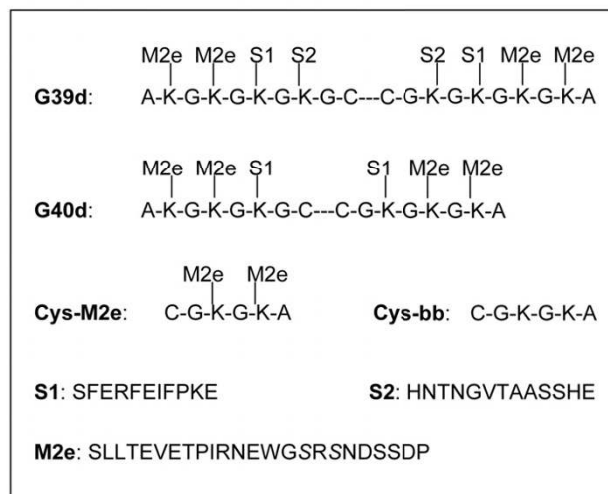 M2e M2e S1 S2 S2 S1 M2e M2e
G39d: A-K-G-K-G-K-G-K-G-C---C-G-K-G-K-G-K-G-K-A
M2e M2e S1 S1 M2e M2e
G40d: A-K-G-K-G-K-G-C---C-G-K-G-K-G-K-A
M2e M2e
Cys-M2e: C-G-K-G-K-A Cys-bb: C-G-K-G-K-A
S1: SFERFEIFPKE S2: HNTNGVTAASSHE
M2e: SLLTEVETPIRNEWGSRSNDSSDP